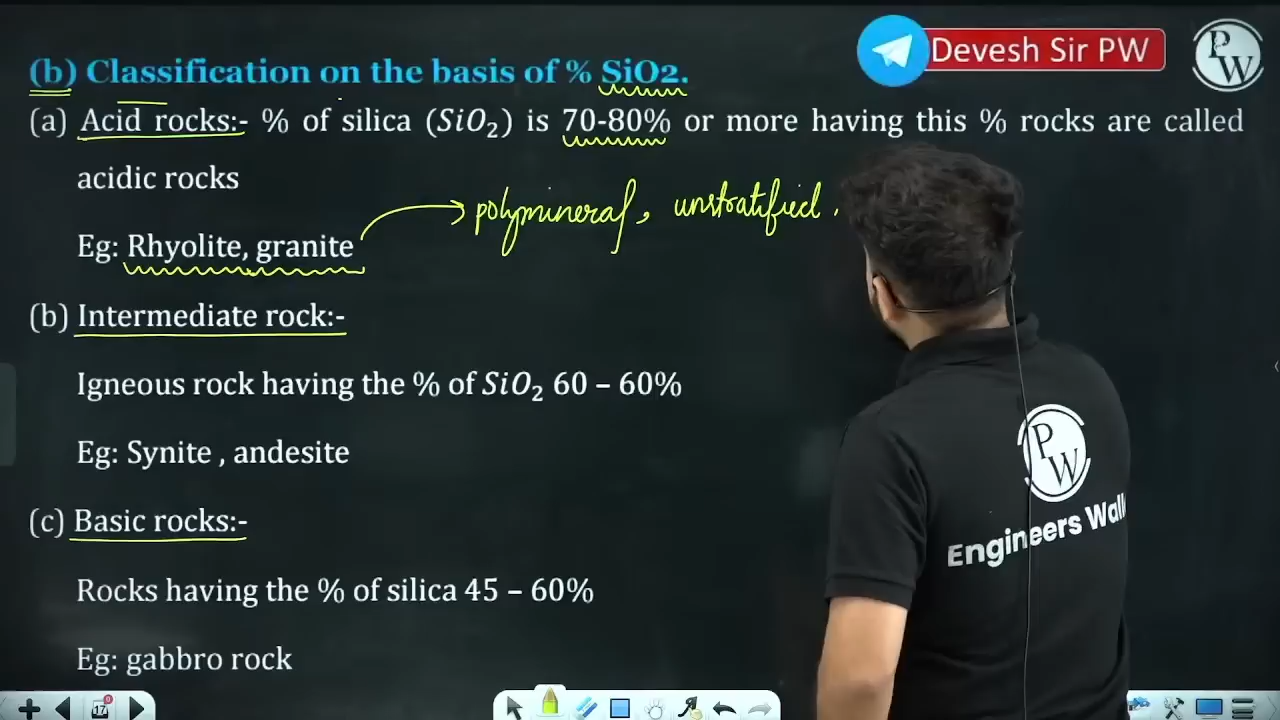 Devesh Sir PW
PW
(b) Classification on the basis of % SiO2.
(a) Acid rocks:- % of silica (SiO₂) is 70-80% or more having this % rocks are called
acidic rocks
polymineral, unstratified,
Eg: Rhyolite, granite
(b) Intermediate rock:-
Igneous rock having the % of SiO₂ 60 – 60%
Eg: Synite , andesite
(c) Basic rocks:-
Rocks having the % of silica 45 – 60%
Eg: gabbro rock
PW
Engineers Wall
17